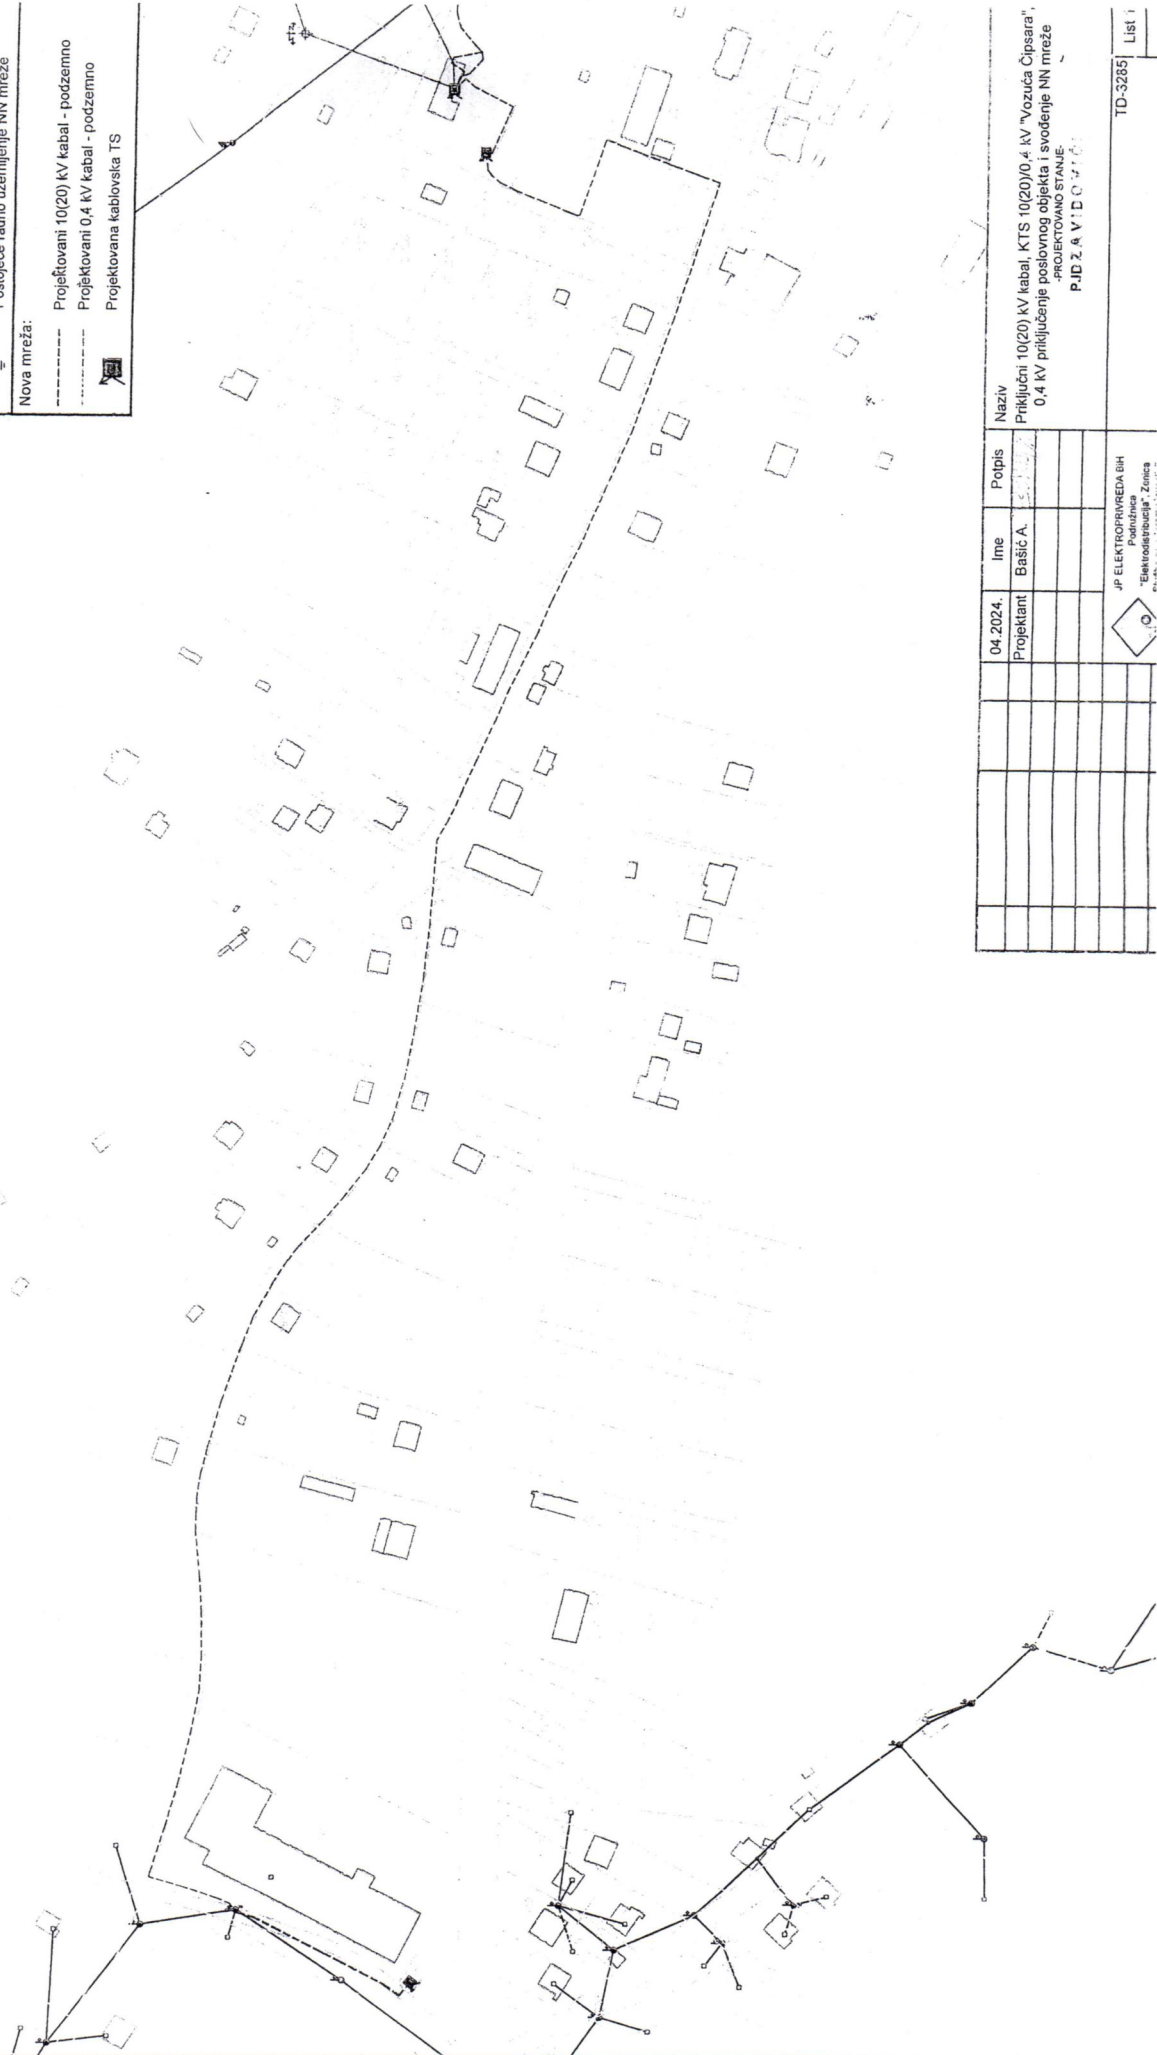 Nova mreža:
Projektovani 10(20) kV kabal - podzemno
Projektovani 0,4 kV kabal - podzemno
Projektovana kablovska TS
04.2024.
Ime
Potpis
Naziv
Projektant
Bašić A.
Priključni 10(20) kV kabal, KTS 10(20)/0,4 kV "Vozuća Čipsara",
0,4 kV priključenje poslovnog objekta i svođenje NN mreže
-PROJEKTOVANO STANJE-
PJD ZAVIDOVIĆI
JP ELEKTROPRIVREDA BiH
Podružnica
"Elektrodistribucija", Zenica
TD-3285
List